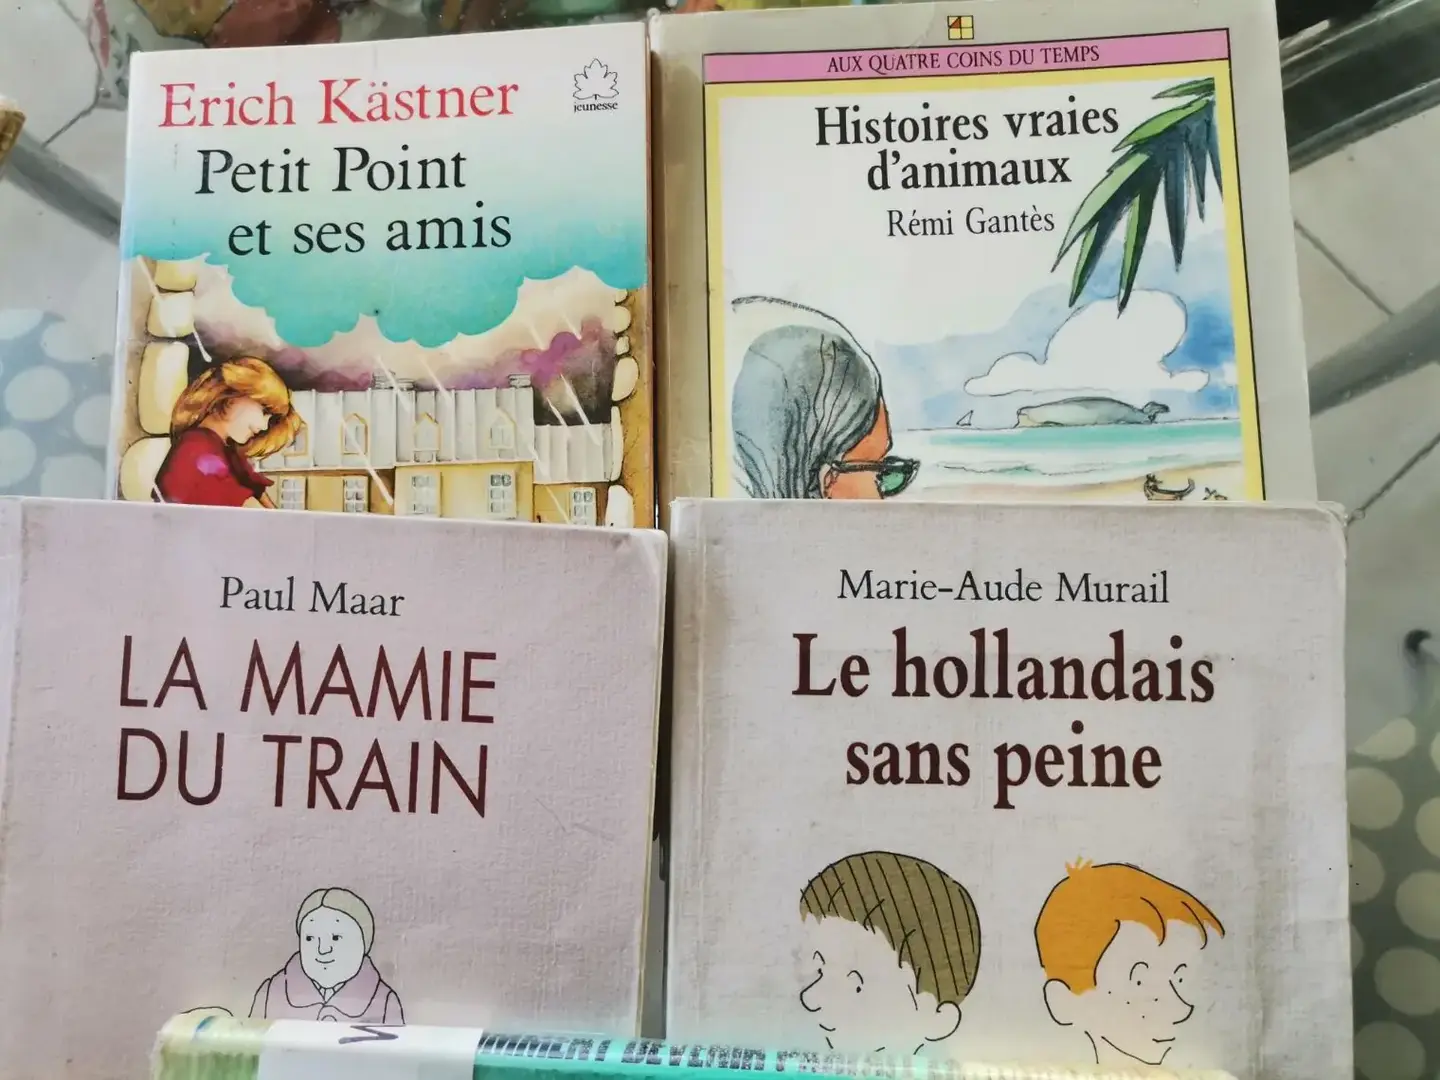 Erich Kästner
jeunesse
Petit Point
et ses amis
AUX QUATRE COINS DU TEMPS
Histoires vraies
d'animaux
Rémi Gantès
Paul Maar
LA MAMIE
DU TRAIN
Marie-Aude Murail
Le hollandais
sans peine
DEVENIR